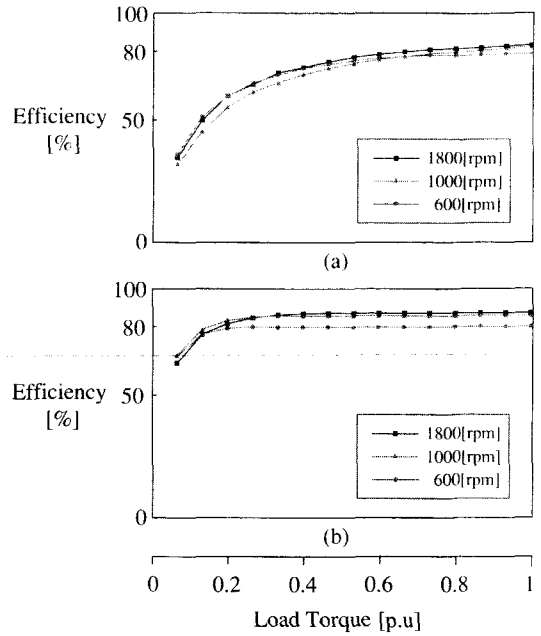 100
80
50
0
Efficiency
[%]
1800[rpm]
1000[rpm]
600[rpm]
(a)
100
80
50
0
Efficiency
[%]
1800[rpm]
1000[rpm]
600[rpm]
(b)
0 0.2 0.4 0.6 0.8 1
Load Torque [p.u]